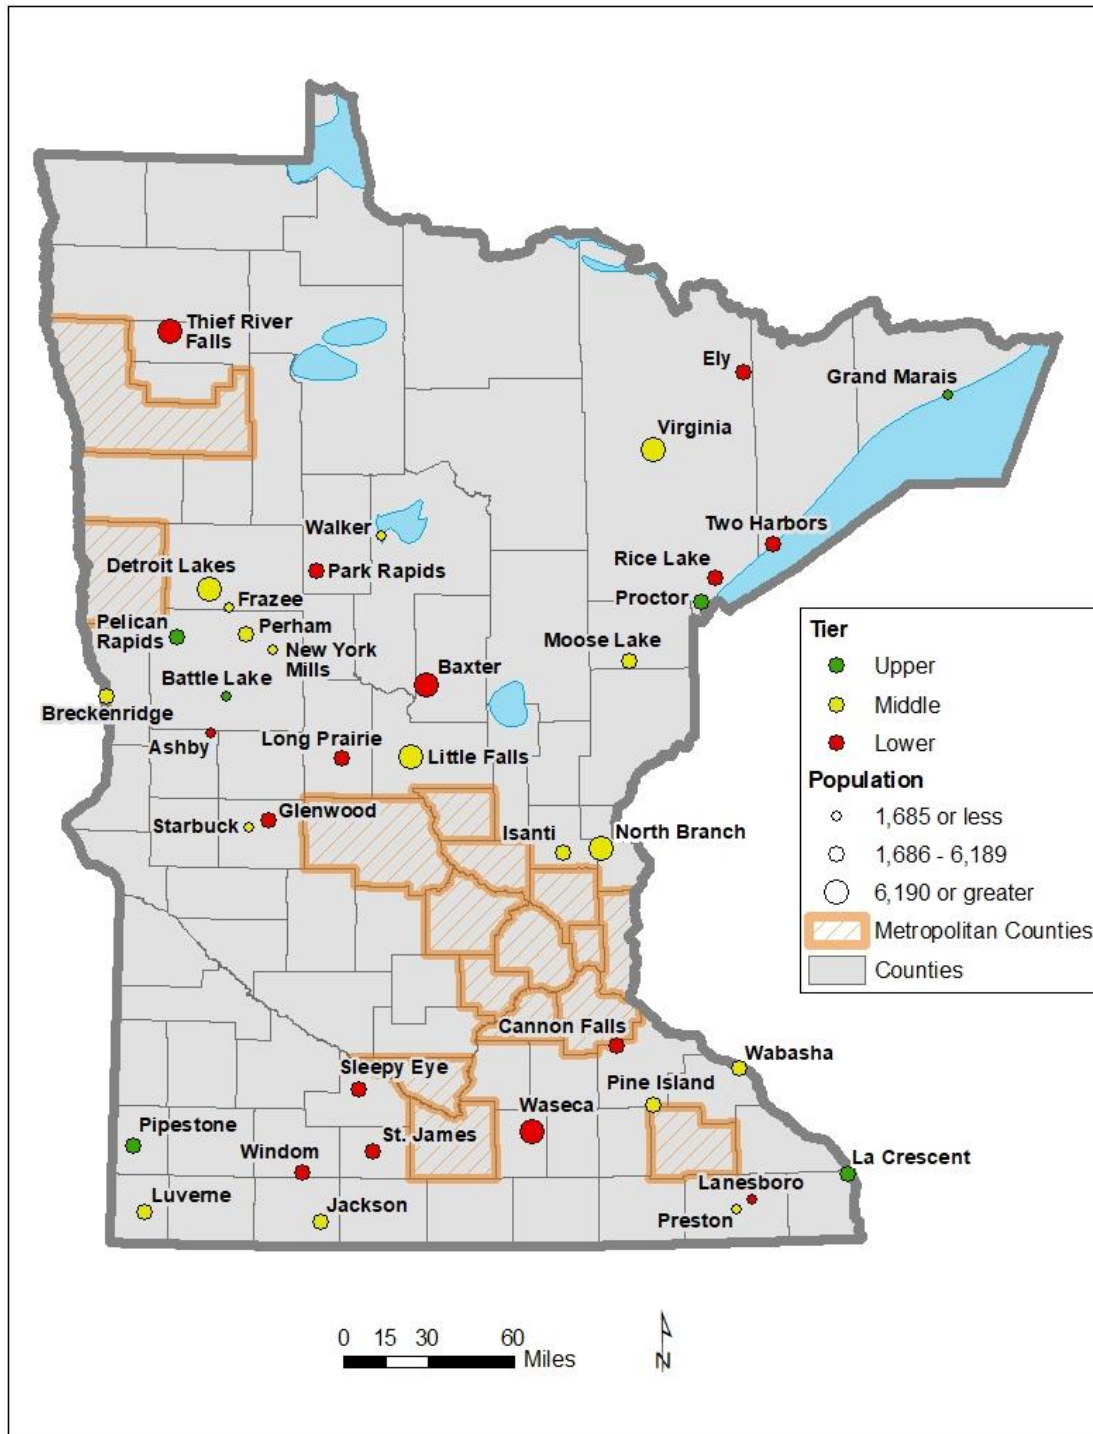 Thief River
Falls
Ely
Grand Marais
Virginia
Walker
Two Harbors
Detroit Lakes
Park Rapids
Rice Lake
Frazee
Proctor
Pelican
Rapids
Perham
New York
Mills
Moose Lake
Battle Lake
Baxter
Breckenridge
Ashby
Long Prairie
Little Falls
Starbuck
Glenwood
Isanti
North Branch
Cannon Falls
Sleepy Eye
Wabasha
Pine Island
Pipestone
Waseca
St. James
Windom
La Crescent
Luverne
Jackson
Lanesboro
Preston
Tier
Upper
Middle
Lower
Population
1,685 or less
1,686 - 6,189
6,190 or greater
Metropolitan Counties
Counties
0 15 30 60
Miles
N